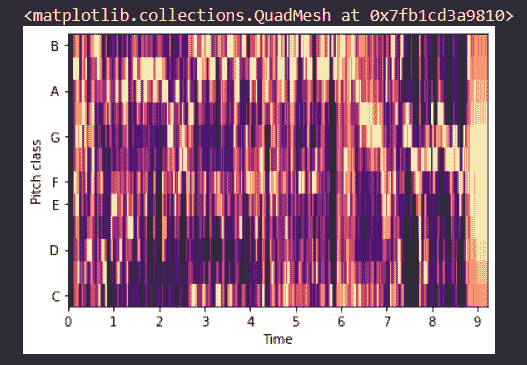 <matplotlib.collections.QuadMesh at 0x7fb1cd3a9810>
B
A
G
F
E
D
C
Pitch class
0 1 2 3 4 5 6 7 8 9
Time